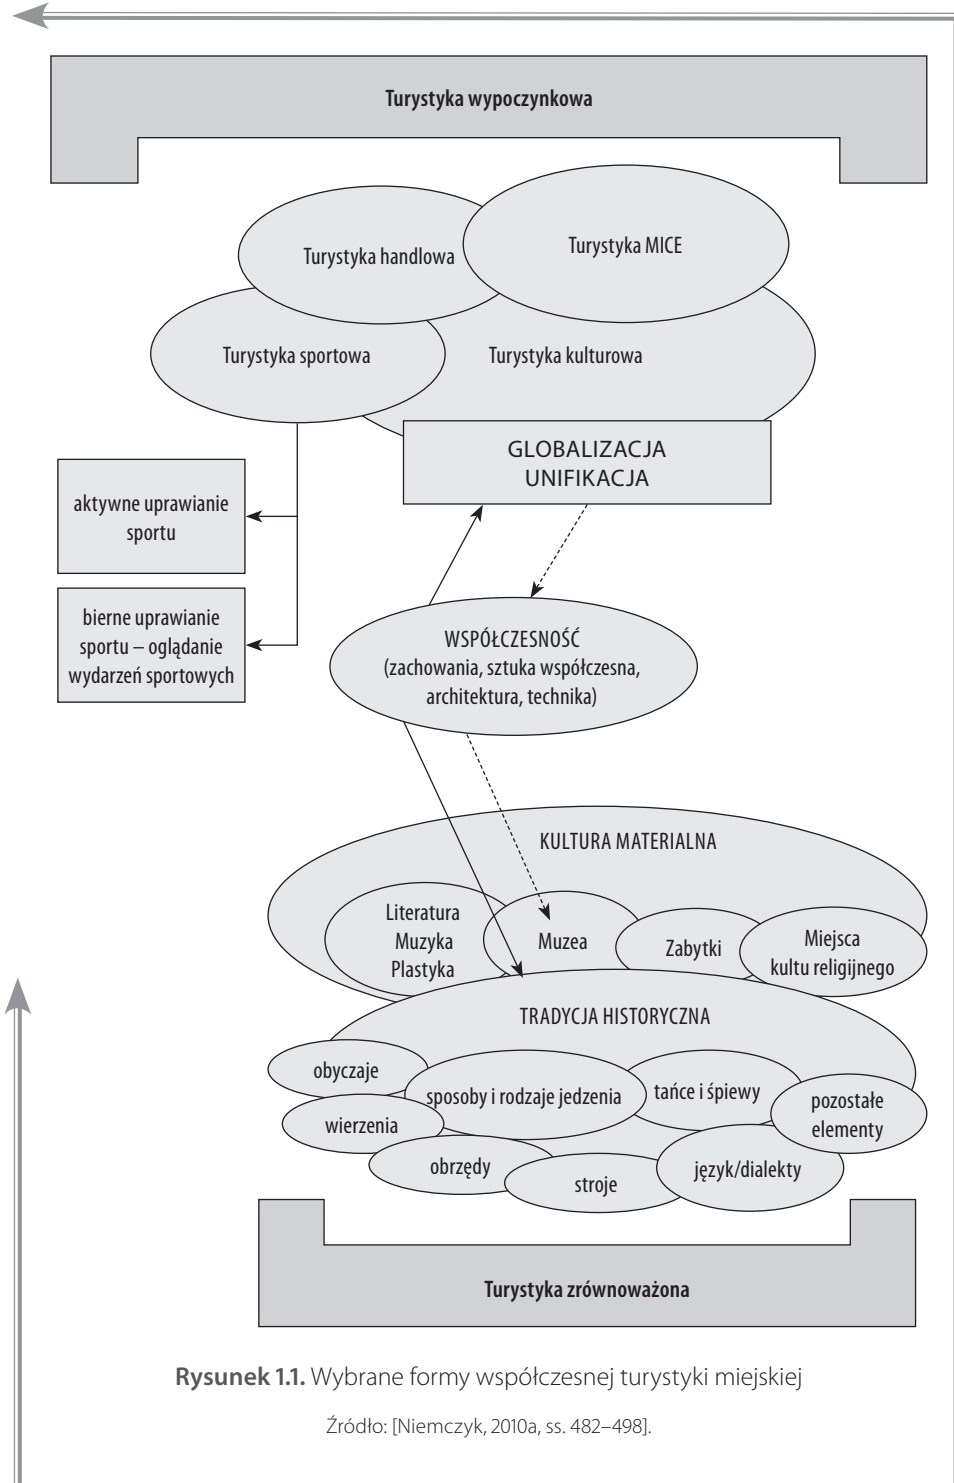 Turystyka wypoczynkowa
Turystyka handlowa
Turystyka MICE
Turystyka sportowa
Turystyka kulturowa
GLOBALIZACJA
UNIFIKACJA
aktywne uprawianie
sportu
bierne uprawianie
sportu – oglądanie
wydarzeń sportowych
WSPÓŁCZESNOŚĆ
(zachowania, sztuka współczesna,
architektura, technika)
KULTURA MATERIALNA
Literatura
Muzyka
Plastyka
Muzea
Zabytki
Miejsca
kultu religijnego
TRADYCJA HISTORYCZNA
obyczaje
sposoby i rodzaje jedzenia
tańce i śpiewy
pozostałe
elementy
wierzenia
obrzędy
stroje
język/dialekty
Turystyka zrównoważona
Rysunek 1.1. Wybrane formy współczesnej turystyki miejskiej
Źródło: [Niemczyk, 2010a, ss. 482–498].